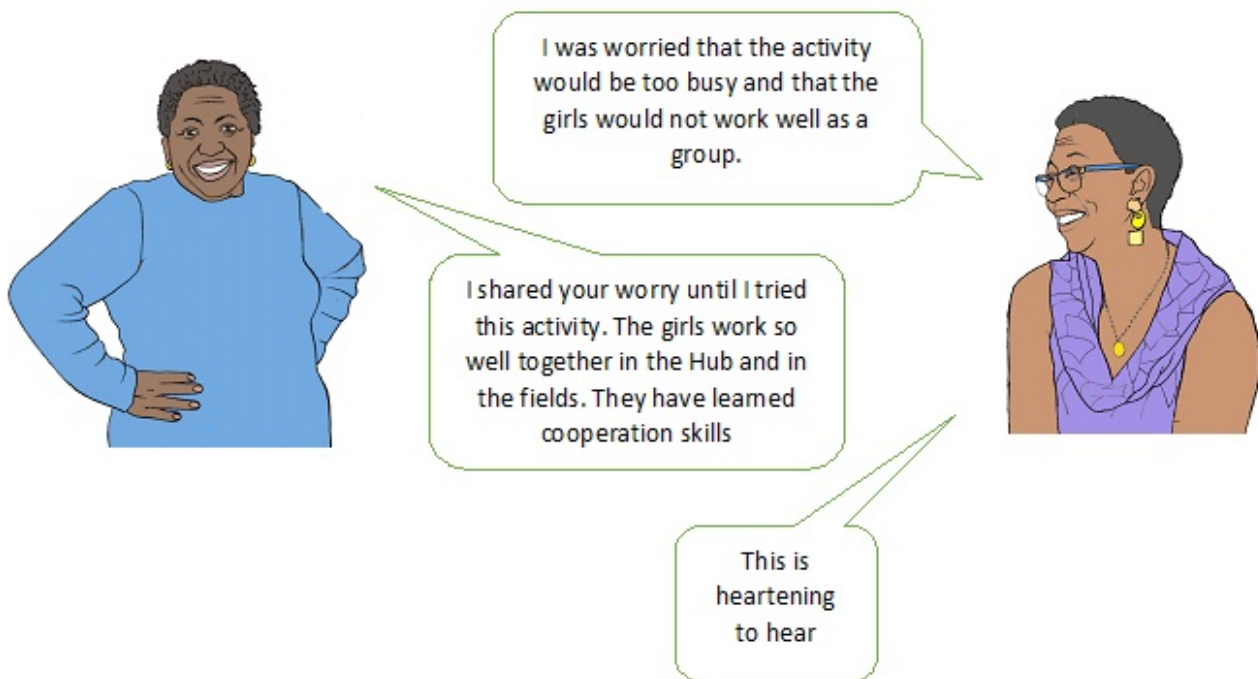 I was worried that the activity
would be too busy and that the
girls would not work well as a
group.
I shared your worry until I tried
this activity. The girls work so
well together in the Hub and in
the fields. They have learned
cooperation skills
This is
heartening
to hear